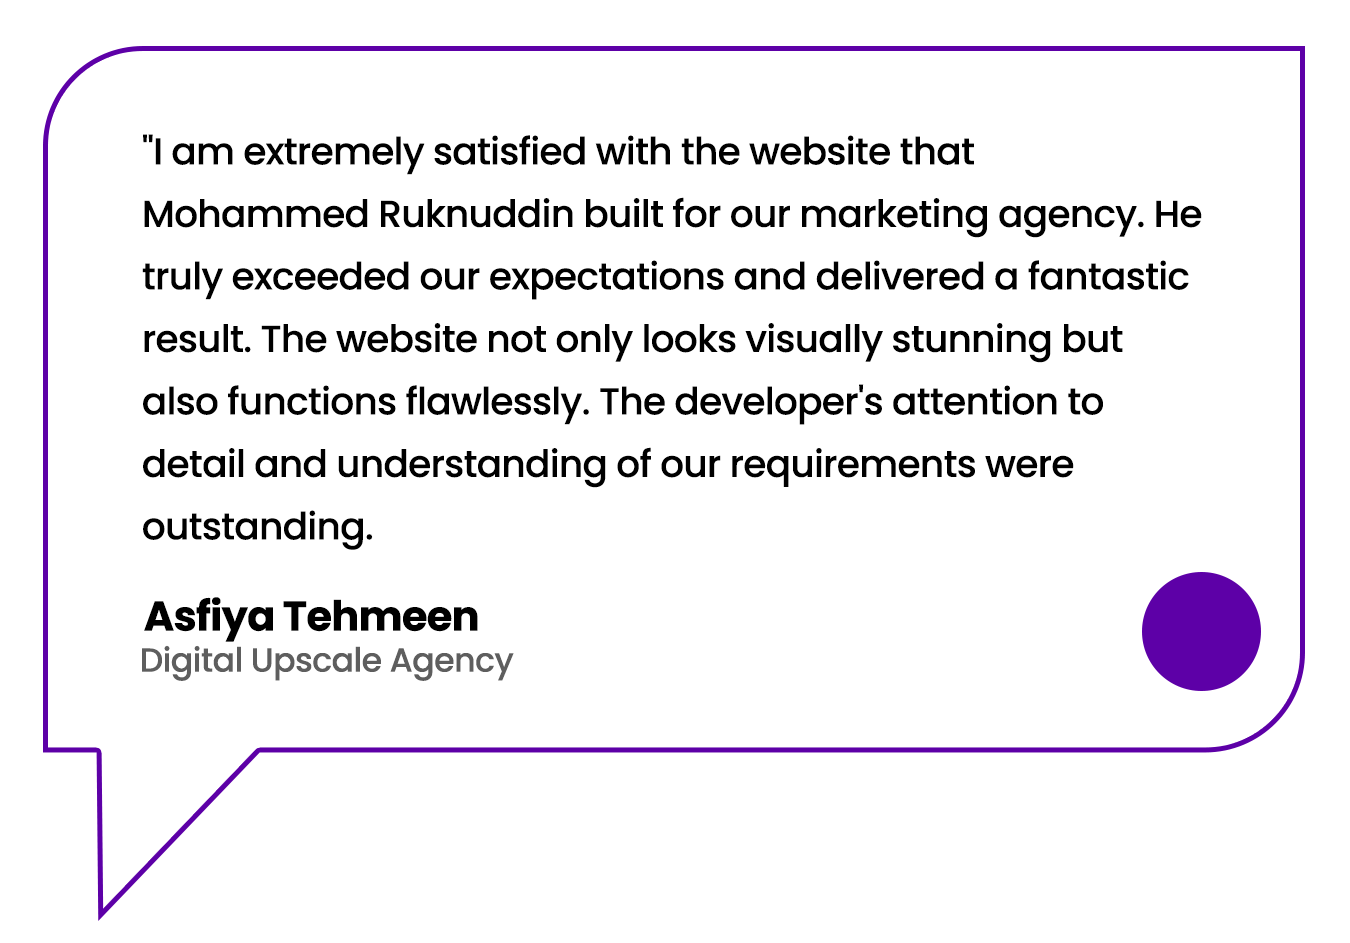 "I am extremely satisfied with the website that
Mohammed Ruknuddin built for our marketing agency. He
truly exceeded our expectations and delivered a fantastic
result. The website not only looks visually stunning but
also functions flawlessly. The developer's attention to
detail and understanding of our requirements were
outstanding.
Asfiya Tehmeen
Digital Upscale Agency